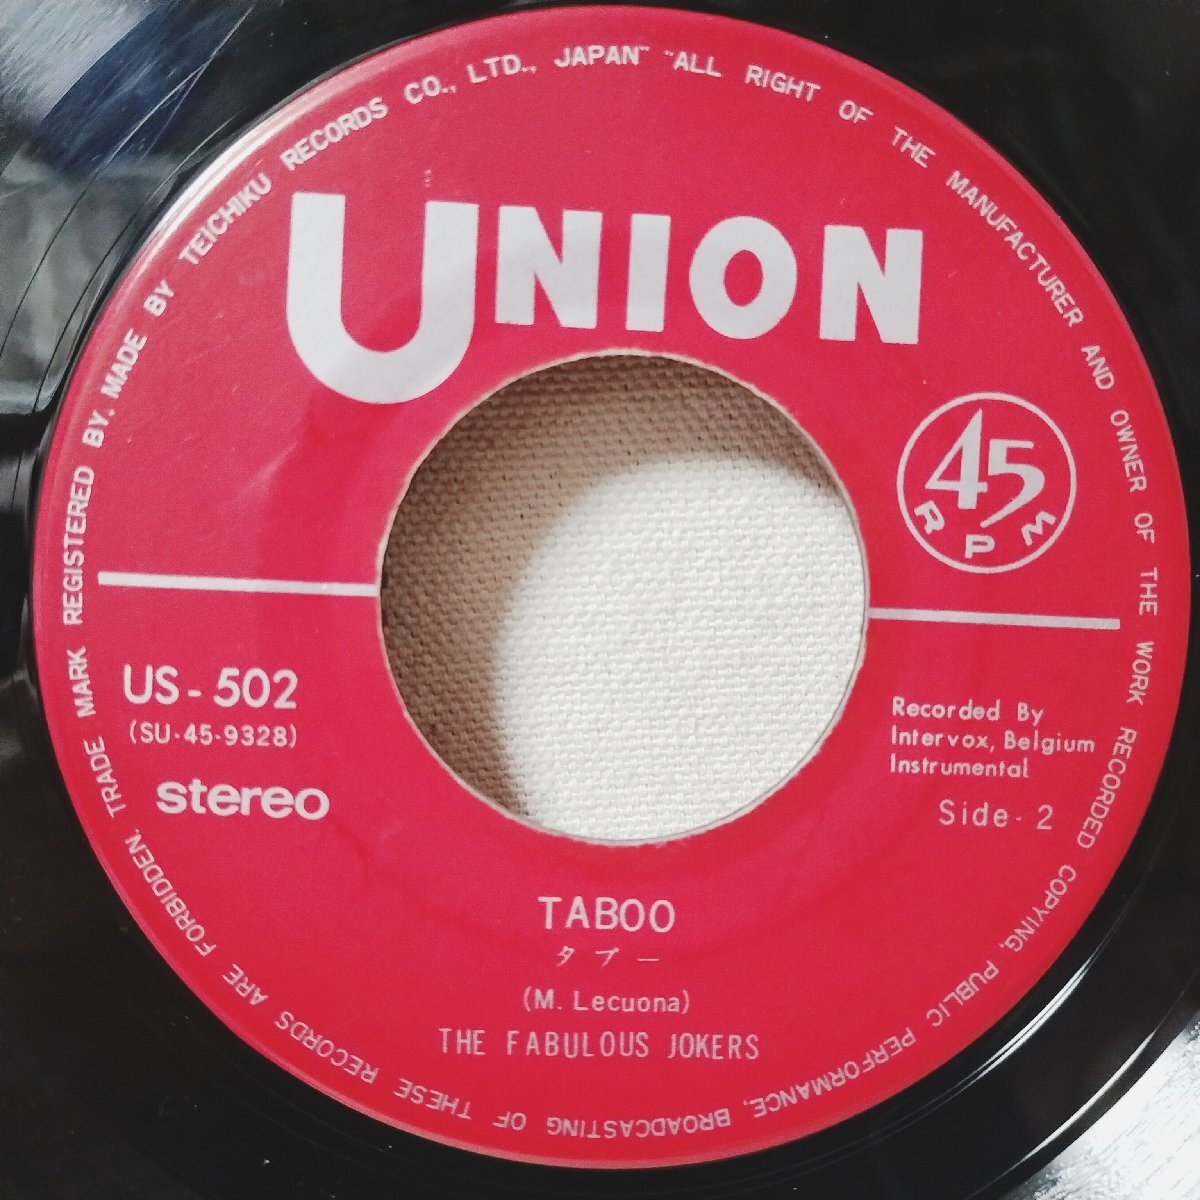 TRADE MARK REGISTERED BY. MADE BY TEICHIKU RECORDS CO., LTD., JAPAN" "ALL RIGHT OF THE MANUFACTURER AND OWNER OF THE WORK RECORDED COPYING, PUBLIC PERFORMANCE, BROADCASTING OF THESE RECORDS ARE FORBIDDEN.
UNION
45
RPM
US-502
(SU-45-9328)
stereo
Recorded By
Intervox, Belgium
Instrumental
Side-2
TABOO
タブー
(M. Lecuona)
THE FABULOUS JOKERS